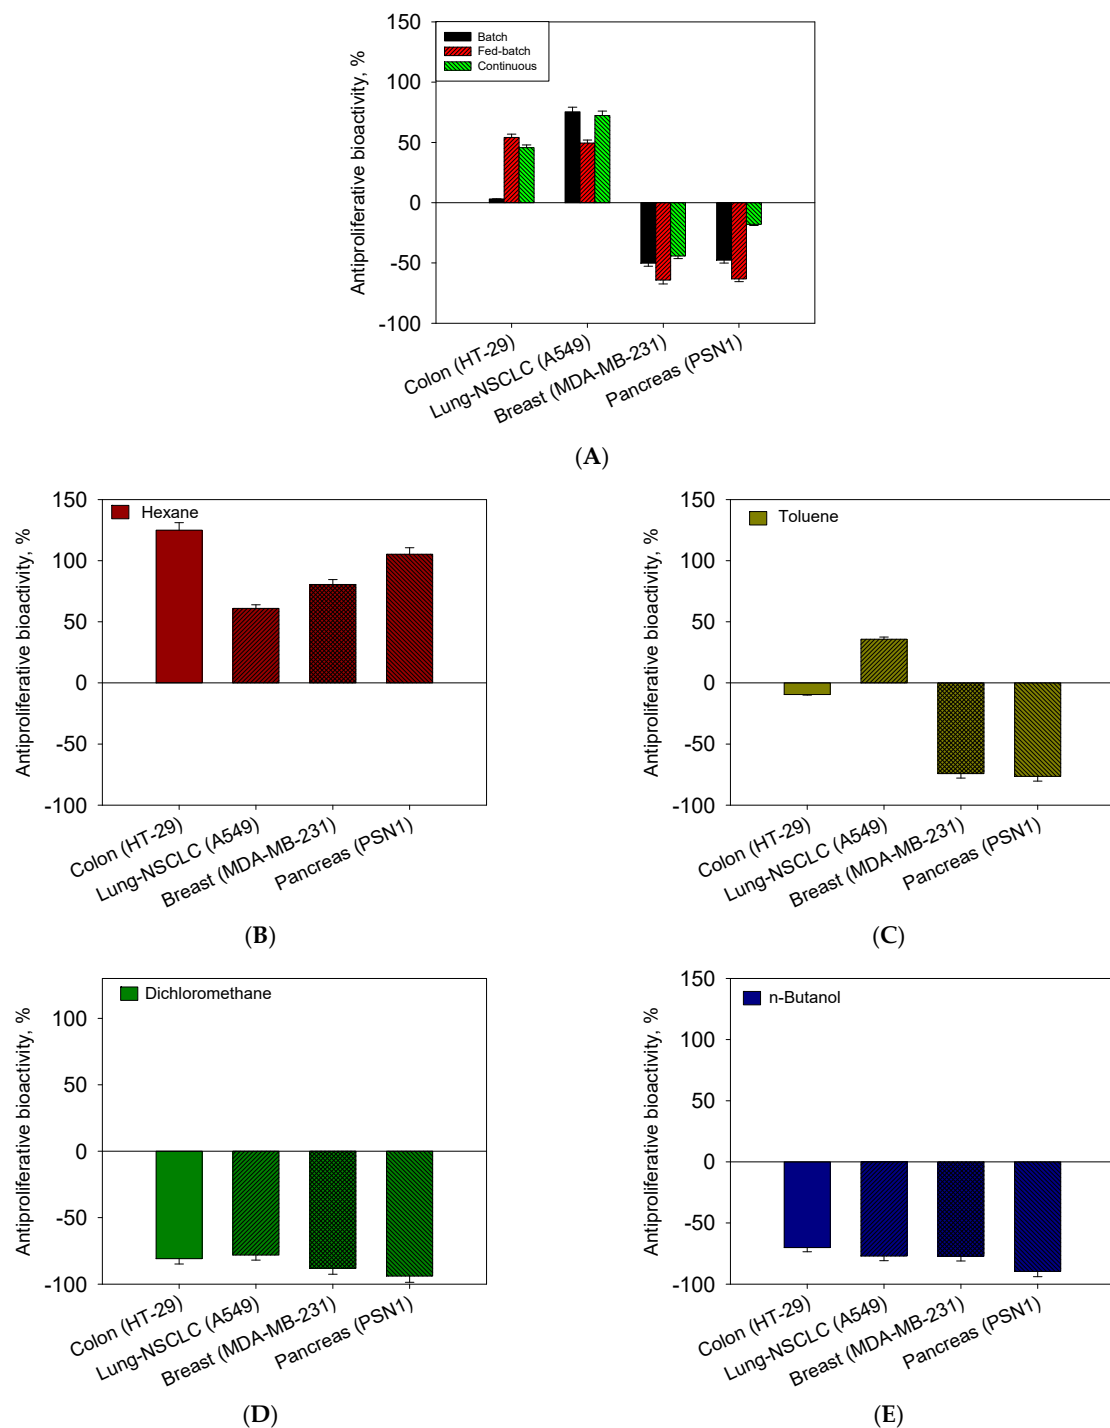 Antiproliferative bioactivity, %
150
100
50
0
-50
-100
Batch
Fed-batch
Continuous
Colon (HT-29)
Lung-NSCLC (A549)
Breast (MDA-MB-231)
Pancreas (PSN1)
(A)
Antiproliferative bioactivity, %
150
100
50
0
-50
-100
Hexane
Colon (HT-29)
Lung-NSCLC (A549)
Breast (MDA-MB-231)
Pancreas (PSN1)
(B)
Antiproliferative bioactivity, %
150
100
50
0
-50
-100
Toluene
Colon (HT-29)
Lung-NSCLC (A549)
Breast (MDA-MB-231)
Pancreas (PSN1)
(C)
Antiproliferative bioactivity, %
100
50
0
-50
-100
Dichloromethane
Colon (HT-29)
Lung-NSCLC (A549)
Breast (MDA-MB-231)
Pancreas (PSN1)
(D)
Antiproliferative bioactivity, %
150
100
50
0
-50
-100
n-Butanol
Colon (HT-29)
Lung-NSCLC (A549)
Breast (MDA-MB-231)
Pancreas (PSN1)
(E)